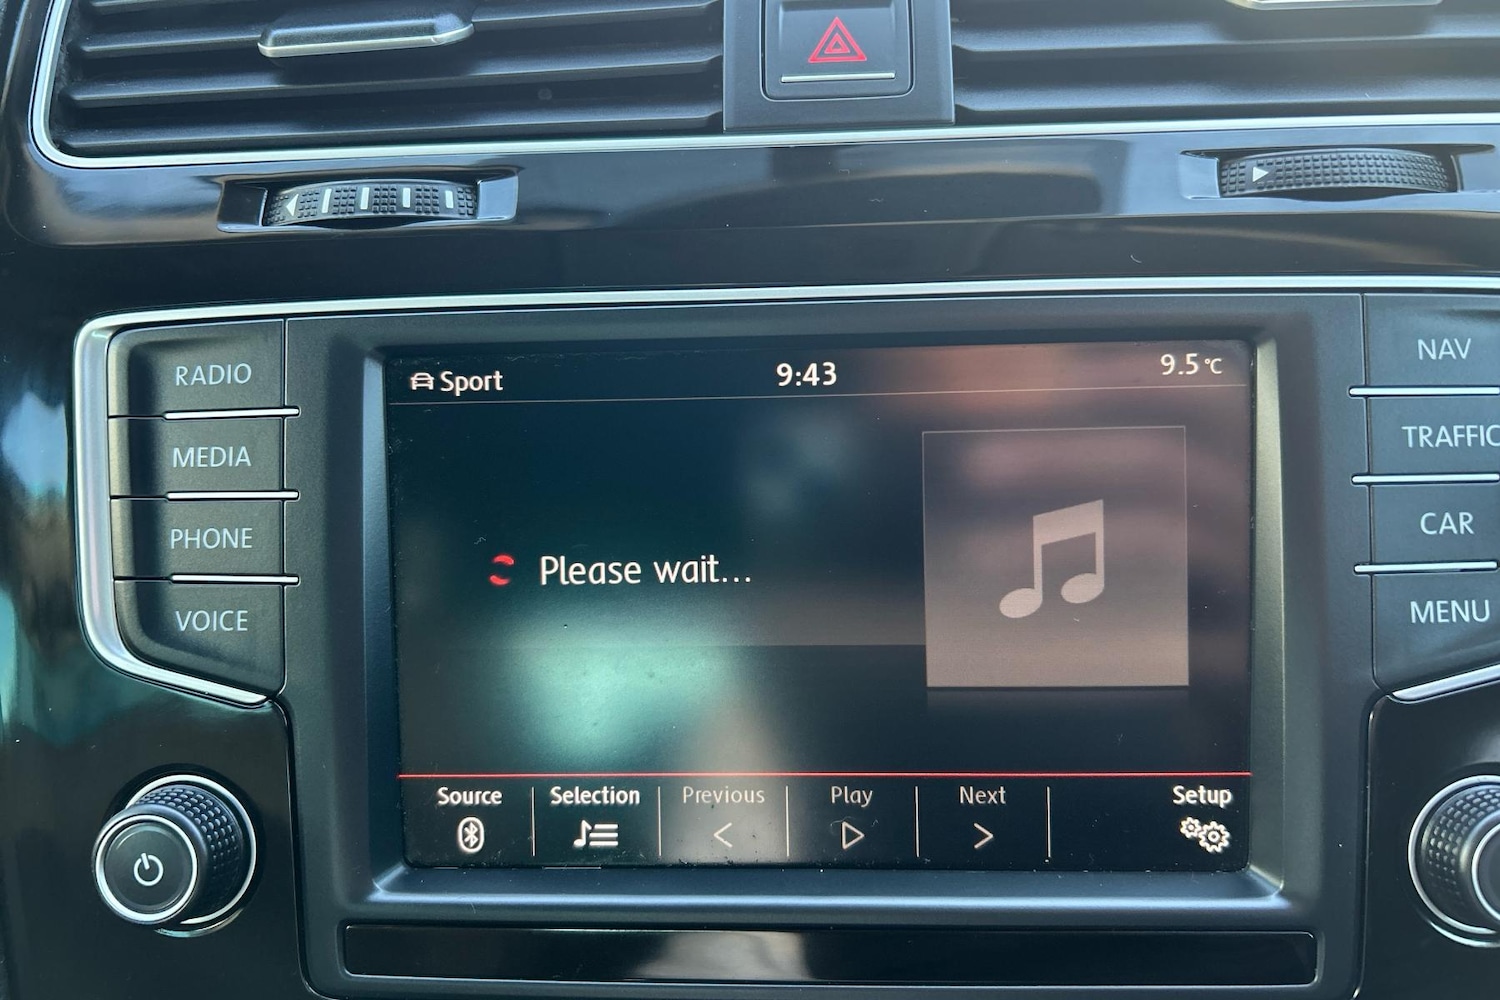 Sport
9:43
9.5 °C
RADIO
MEDIA
PHONE
VOICE
NAV
TRAFFIC
CAR
MENU
Please wait...
Source
Selection
Previous
Play
Next
Setup